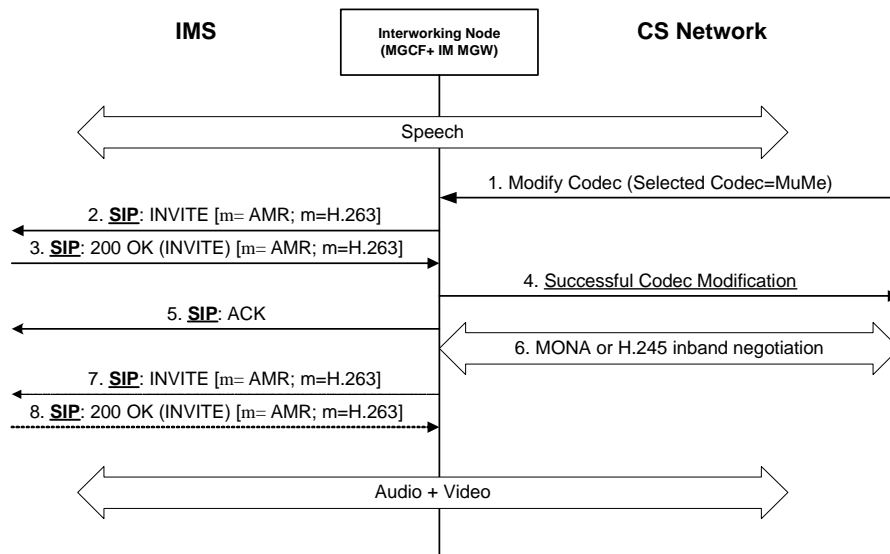 IMS
Interworking Node
(MGCF+ IM MGW)
CS Network
Speech
1. Modify Codec (Selected Codec=MuMe)
2. SIP: INVITE [m= AMR; m=H.263]
3. SIP: 200 OK (INVITE) [m= AMR; m=H.263]
4. Successful Codec Modification
5. SIP: ACK
6. MONA or H.245 inband negotiation
7. SIP: INVITE [m= AMR; m=H.263]
8. SIP: 200 OK (INVITE) [m= AMR; m=H.263]
Audio + Video